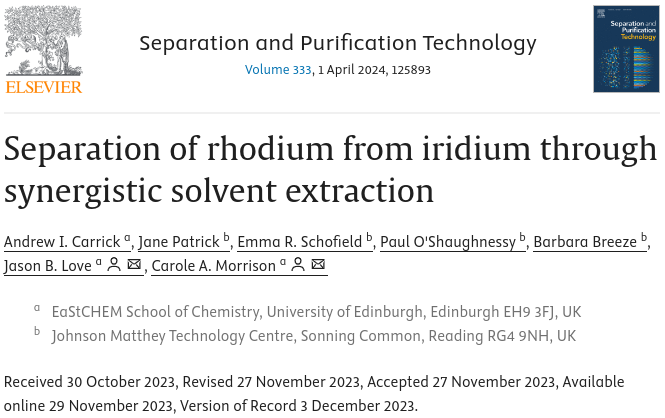 Separation and Purification Technology
Volume 333, 1 April 2024, 125893
ELSEVIER
Separation and
Purification
Technology
Separation of rhodium from iridium through
synergistic solvent extraction
Andrew I. Carrick a, Jane Patrick b, Emma R. Schofield b, Paul O'Shaughnessy b, Barbara Breeze b,
Jason B. Love a, Carole A. Morrison a
a EaStCHEM School of Chemistry, University of Edinburgh, Edinburgh EH9 3FJ, UK
b Johnson Matthey Technology Centre, Sonning Common, Reading RG4 9NH, UK
Received 30 October 2023, Revised 27 November 2023, Accepted 27 November 2023, Available
online 29 November 2023, Version of Record 3 December 2023.